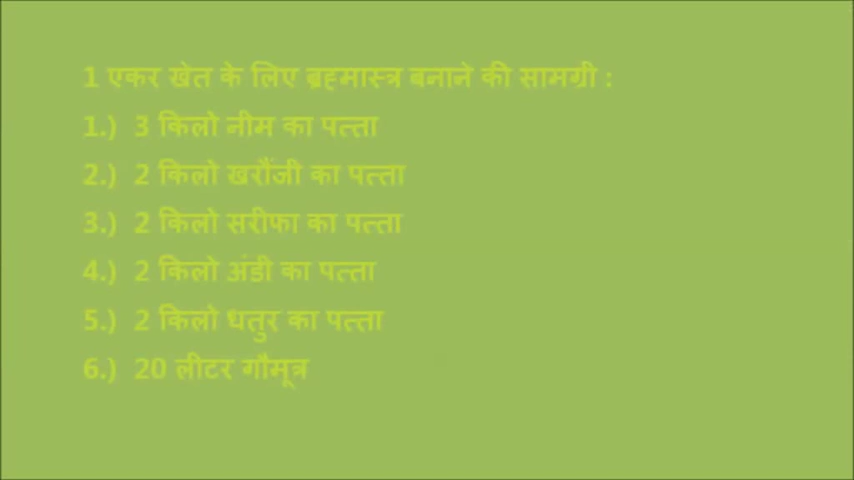 1 एकर खेत के लिए ब्रह्मास्त्र बनाने की सामग्री :
1.) 3 किलो नीम का पत्ता
2.) 2 किलो खरौंजी का पत्ता
3.) 2 किलो सरीफा का पत्ता
4.) 2 किलो अंडी का पत्ता
5.) 2 किलो धतुर का पत्ता
6.) 20 लीटर गौमूत्र